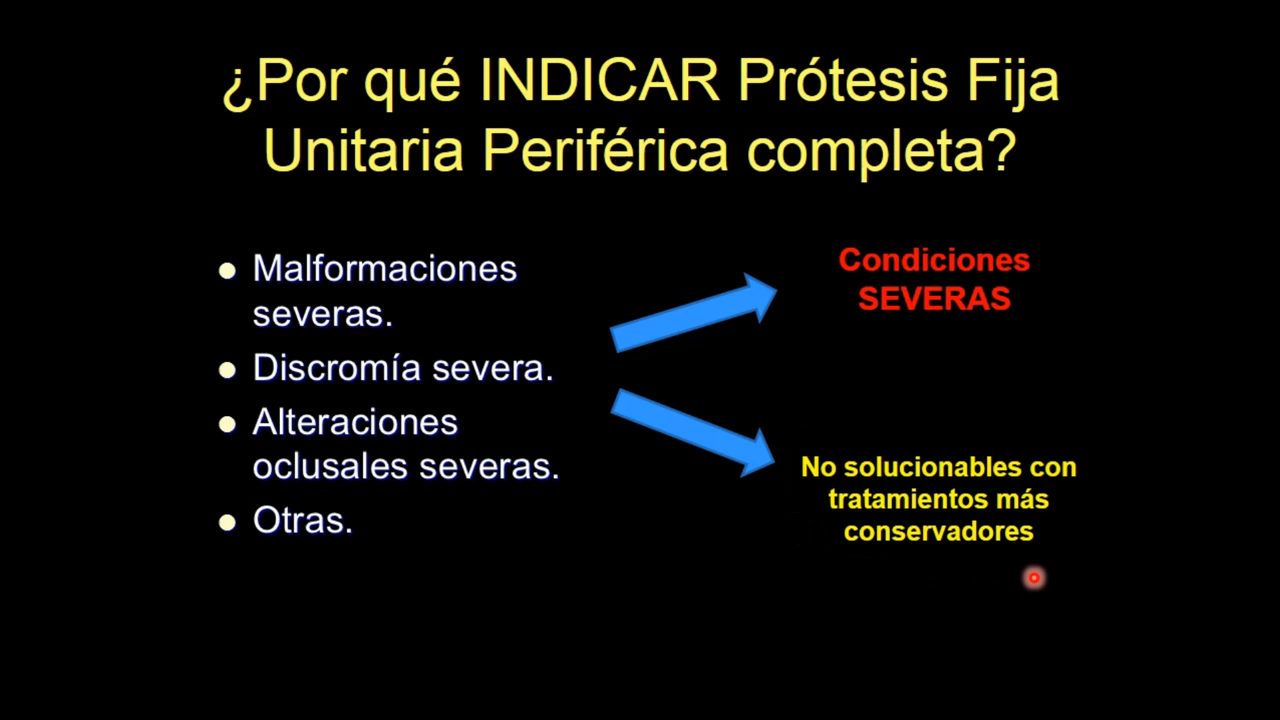 ¿Por qué INDICAR Prótesis Fija
Unitaria Periférica completa?
Malformaciones
severas.
Discromía severa.
Alteraciones
oclusales severas.
Otras.
Condiciones
SEVERAS
No solucionables con
tratamientos más
conservadores